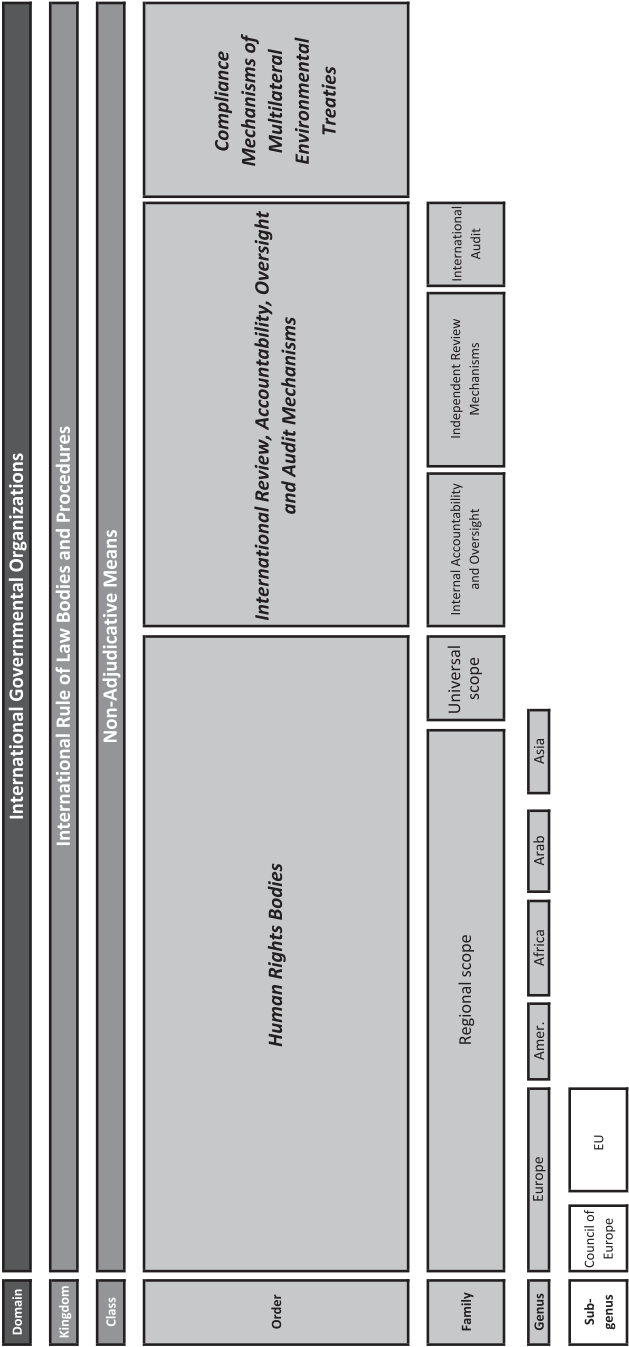 Domain
International Governmental Organizations
Kingdom
International Rule of Law Bodies and Procedures
Class
Non-Adjudicative Means
Order
Human Rights Bodies
International Review, Accountability, Oversight
and Audit Mechanisms
Compliance
Mechanisms of
Multilateral
Environmental
Treaties
Family
Regional scope
Universal
scope
Internal Accountability
and Oversight
Independent Review
Mechanisms
International
Audit
Genus
Europe
Amer.
Africa
Arab
Asia
Sub-
genus
Council of
Europe
EU